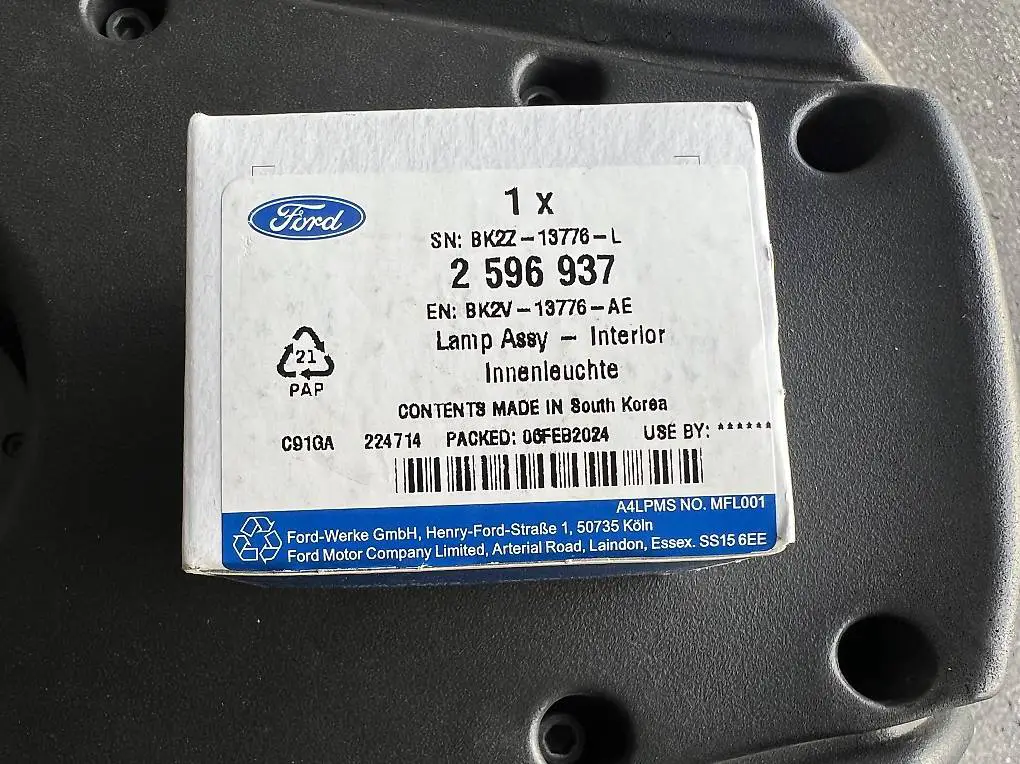 Ford
1 x
SN: BK2Z-13776-L
2 596 937
EN: BK2V-13776-AE
Lamp Assy - Interior
Innenleuchte
21
PAP
CONTENTS MADE IN South Korea
C91GA 224714 PACKED: 06FEB2024 USE BY: ******
A4LPMS NO. MFL001
Ford-Werke GmbH, Henry-Ford-Straße 1, 50735 Köln
Ford Motor Company Limited, Arterial Road, Laindon, Essex. SS15 6EE